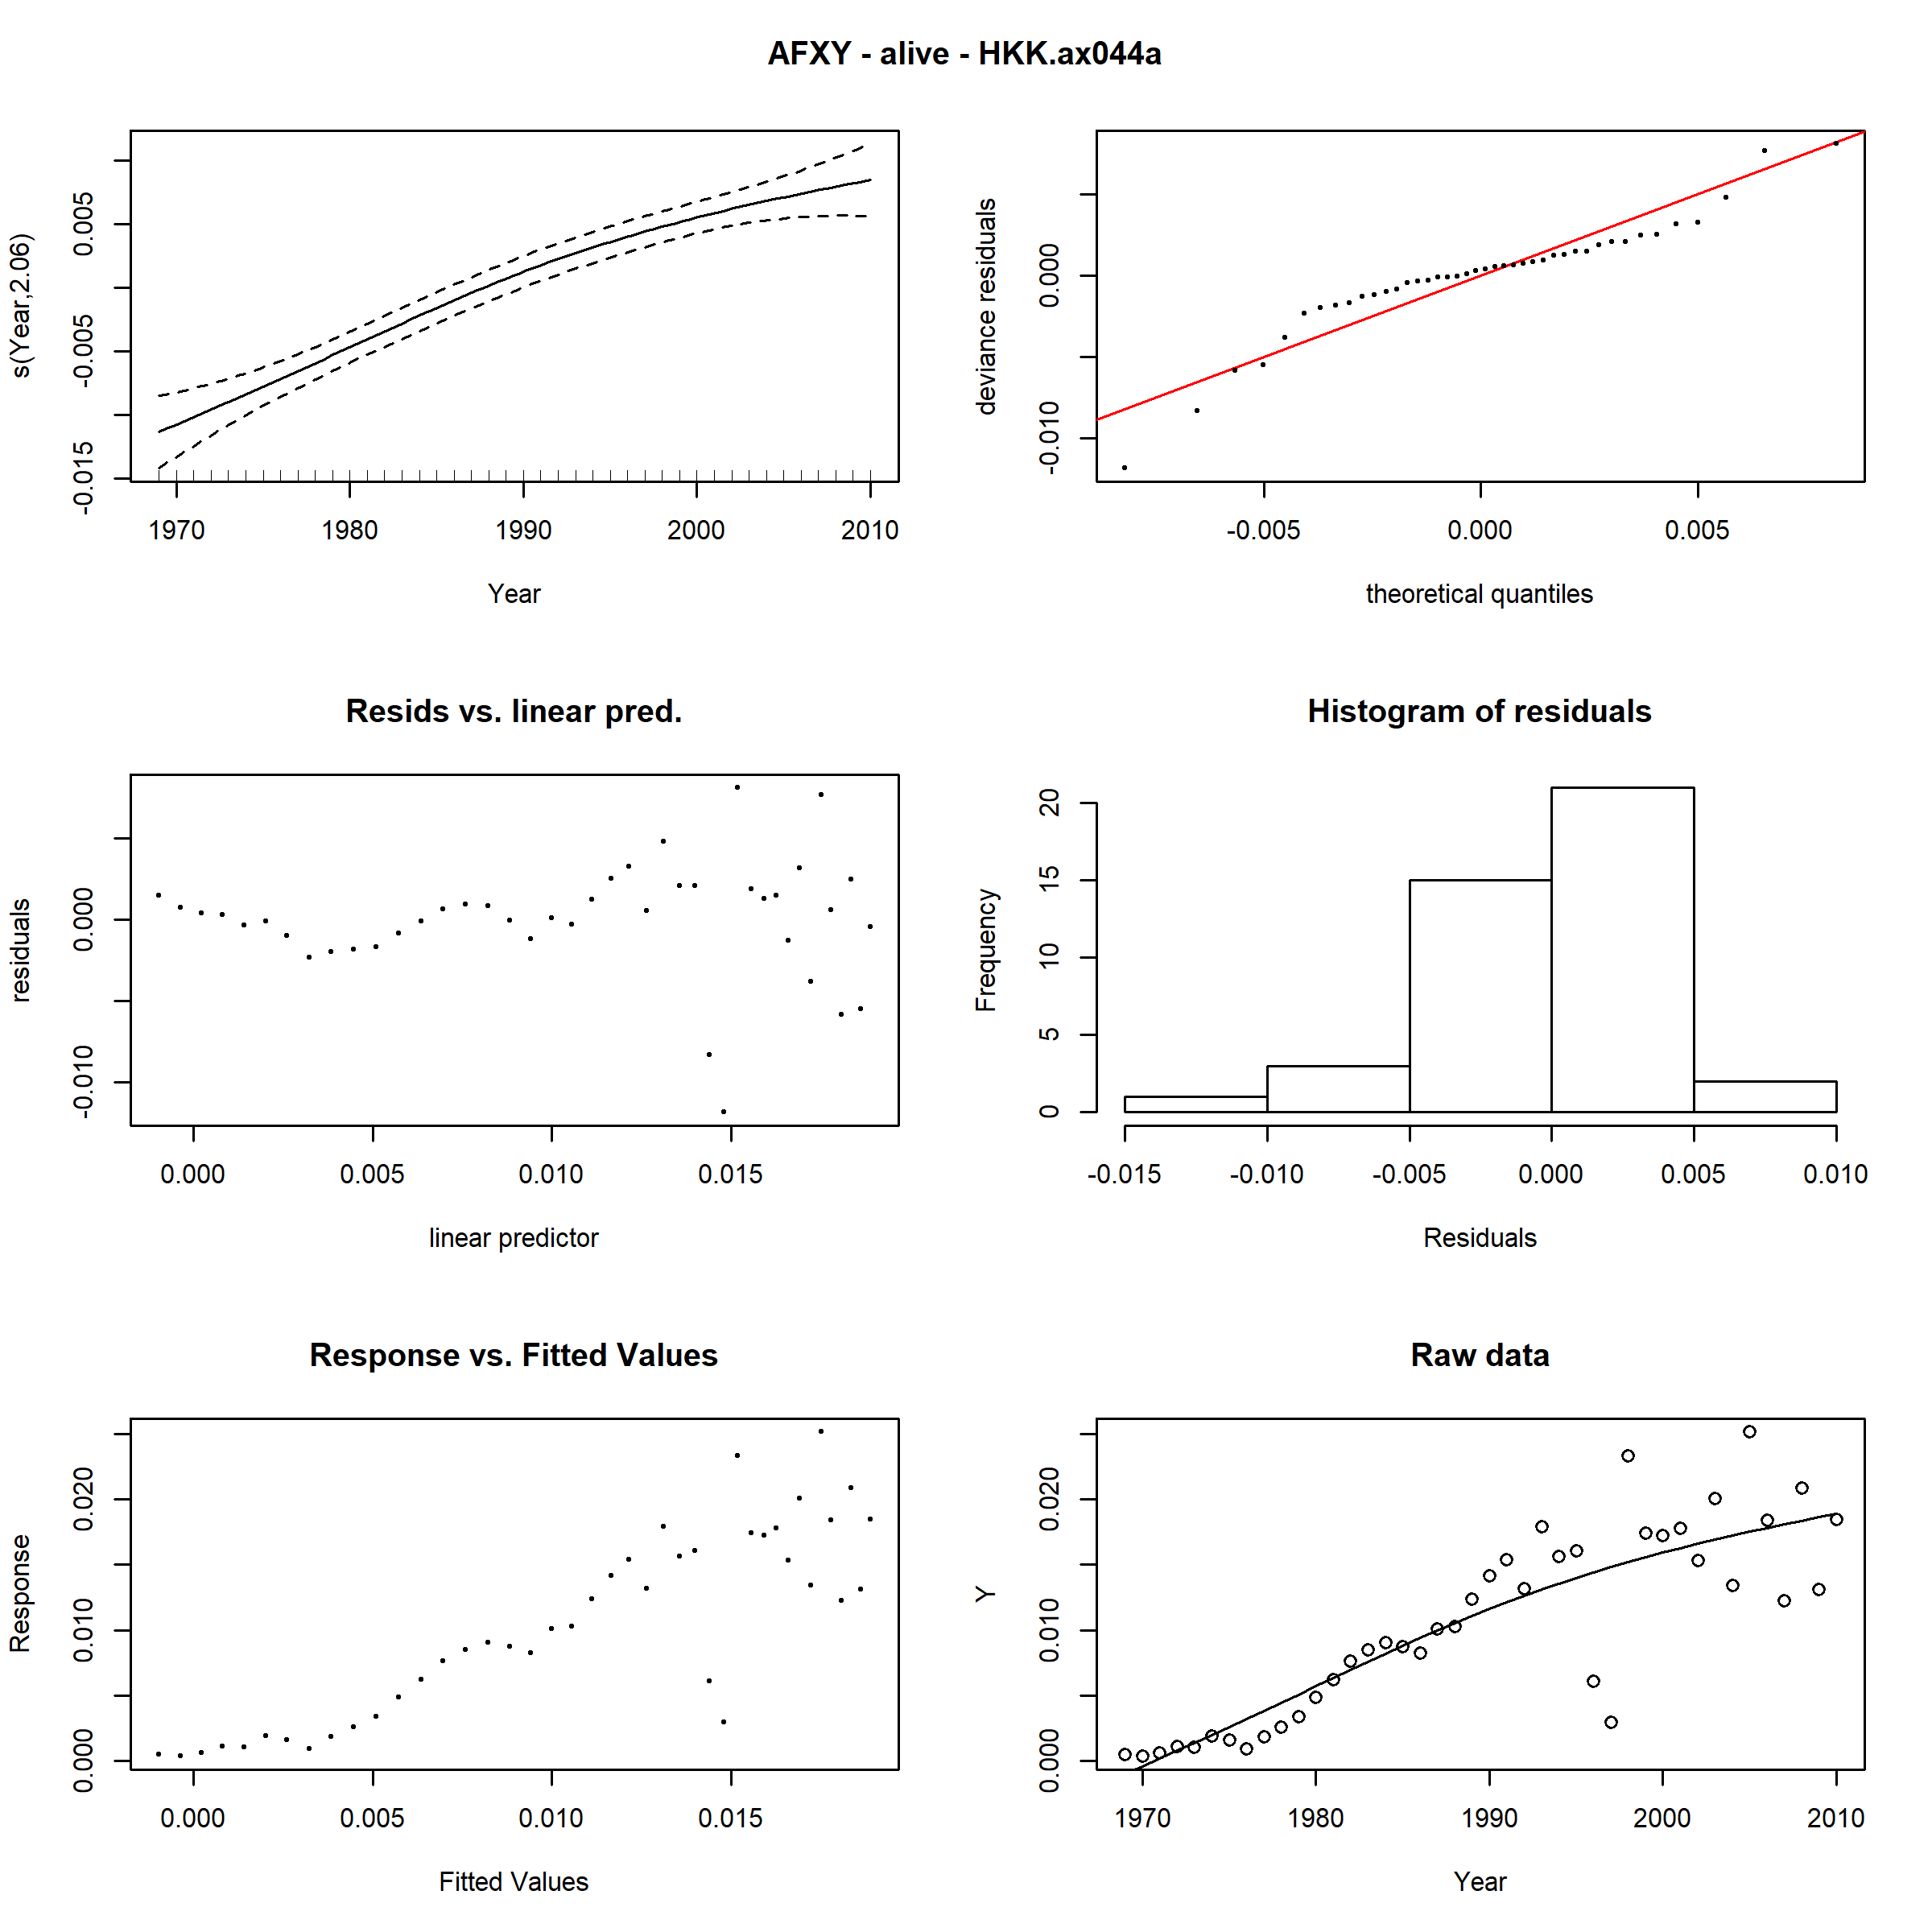 AFXY - alive - HKK.ax044a
s(Year,2.06)
-0.015 -0.005 0.005
1970 1980 1990 2000 2010
Year
deviance residuals
-0.010 0.000
-0.005 0.000 0.005
theoretical quantiles
Resids vs. linear pred.
residuals
-0.010 0.000
0.000 0.005 0.010 0.015
linear predictor
Histogram of residuals
Frequency
0 5 10 15 20
-0.015 -0.010 -0.005 0.000 0.005 0.010
Residuals
Response vs. Fitted Values
Response
0.000 0.010 0.020
0.000 0.005 0.010 0.015
Fitted Values
Raw data
Y
0.000 0.010 0.020
1970 1980 1990 2000 2010
Year